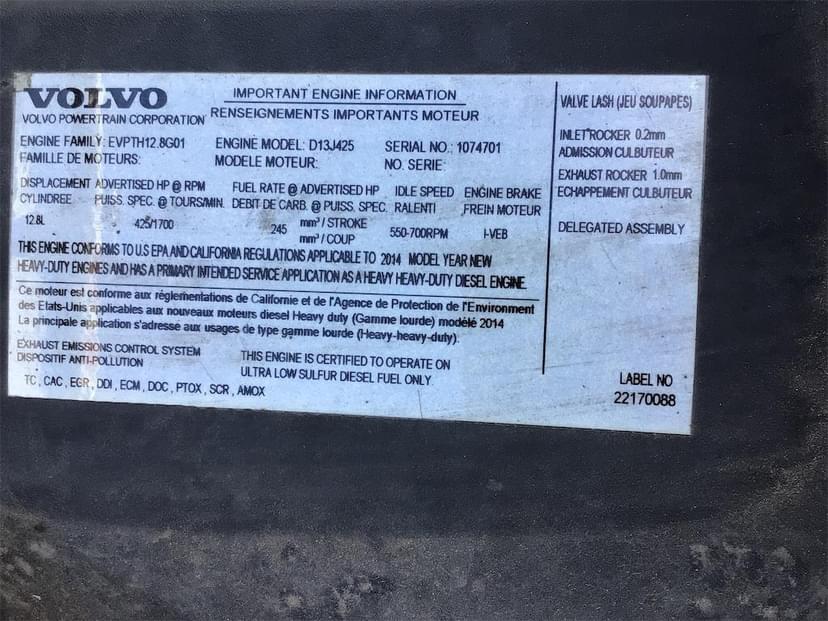 VOLVO
VOLVO POWERTRAIN CORPORATION
IMPORTANT ENGINE INFORMATION
RENSEIGNEMENTS IMPORTANTS MOTEUR
ENGINE FAMILY: EVPTH12.8G01 ENGINE MODEL: D13J425 SERIAL NO: 1074701
FAMILLE DE MOTEURS: MODELE MOTEUR: NO. SERIE:
DISPLACEMENT ADVERTISED HP @ RPM FUEL RATE @ ADVERTISED HP IDLE SPEED ENGINE BRAKE
CYLINDREE PUISS. SPEC. @ TOURS/MIN. DEBIT DE CARB. @ PUISS. SPEC. RALENTI FREIN MOTEUR
12.8L 425/1700 245 mm³ / STROKE 550-700RPM I-VEB
mm³ / COUP
THIS ENGINE CONFORMS TO U.S EPA AND CALIFORNIA REGULATIONS APPLICABLE TO 2014 MODEL YEAR NEW
HEAVY-DUTY ENGINES AND HAS A PRIMARY INTENDED SERVICE APPLICATION AS A HEAVY HEAVY-DUTY DIESEL ENGINE.
Ce moteur est conforme aux réglementations de Californie et de l'Agence de Protection de l'Environment
des Etats-Unis applicables aux nouveaux moteurs diesel Heavy duty (Gamme lourde) modélé 2014
La principale application s'adresse aux usages de type gamme lourde (Heavy-heavy-duty).
EXHAUST EMISSIONS CONTROL SYSTEM
DISPOSITIF ANTI-POLLUTION
TC , CAC, EGR , DDI , ECM , DOC , PTOX , SCR , AMOX
THIS ENGINE IS CERTIFIED TO OPERATE ON
ULTRA LOW SULFUR DIESEL FUEL ONLY
VALVE LASH (JEU SOUPAPES)
INLET ROCKER 0.2mm
ADMISSION CULBUTEUR
EXHAUST ROCKER 1.0mm
ECHAPPEMENT CULBUTEUR
DELEGATED ASSEMBLY
LABEL NO
22170088